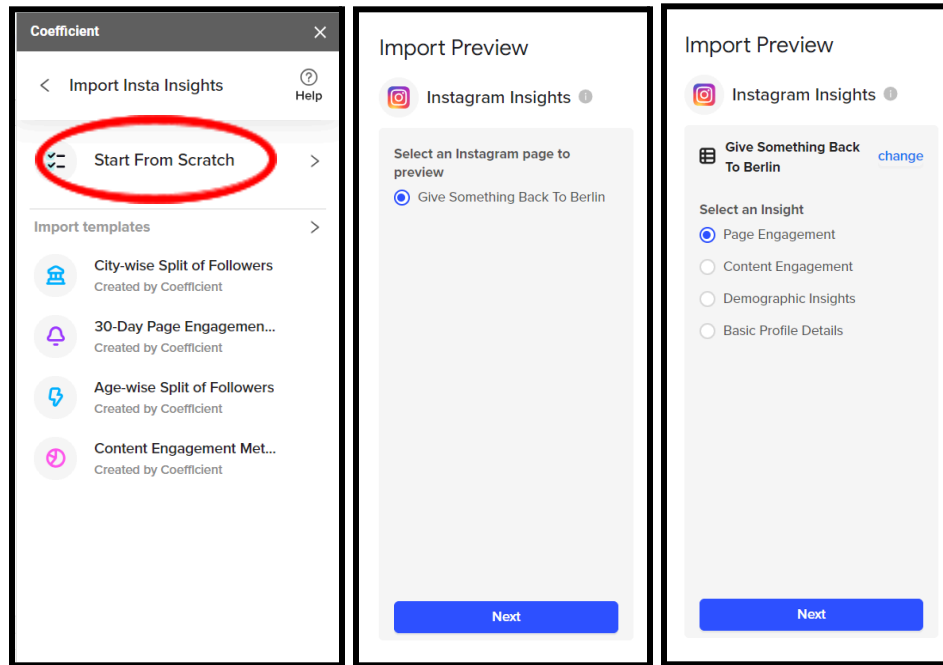 Coefficient
Import Insta Insights
Help
Start From Scratch
Import templates
City-wise Split of Followers
Created by Coefficient
30-Day Page Engagemen...
Created by Coefficient
Age-wise Split of Followers
Created by Coefficient
Content Engagement Met...
Created by Coefficient
Import Preview
Instagram Insights
Select an Instagram page to
preview
Give Something Back To Berlin
Next
Import Preview
Instagram Insights
Give Something Back
To Berlin
change
Select an Insight
Page Engagement
Content Engagement
Demographic Insights
Basic Profile Details
Next